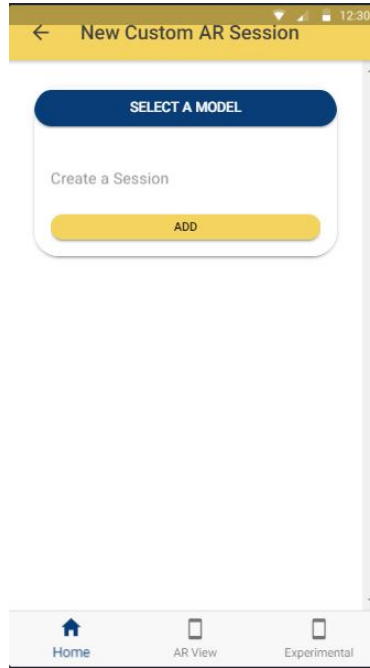 12:30
New Custom AR Session
SELECT A MODEL
Create a Session
ADD
Home AR View Experimental